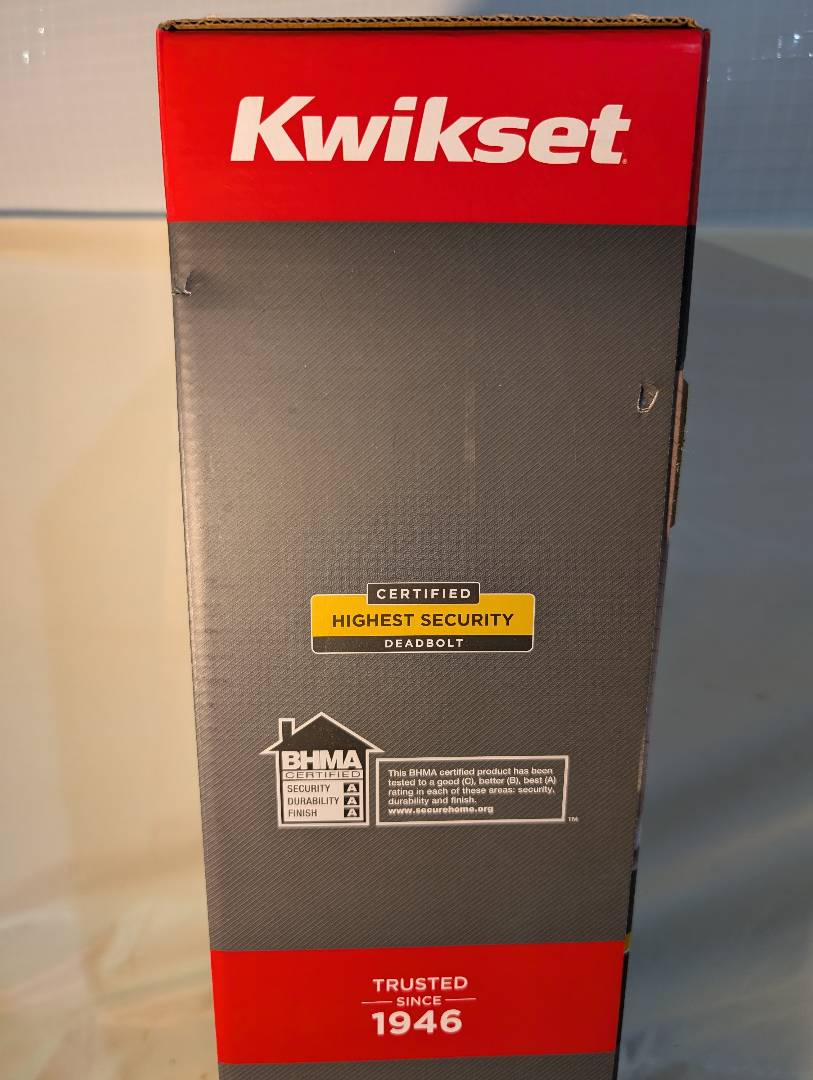 Kwikset
CERTIFIED
HIGHEST SECURITY
DEADBOLT
BHMA
CERTIFIED
SECURITY A
DURABILITY A
FINISH A
This BHMA certified product has been
tested to a good (C), better (B), best (A)
rating in each of these areas: security,
durability and finish.
www.securehome.org
TM
TRUSTED
SINCE
1946